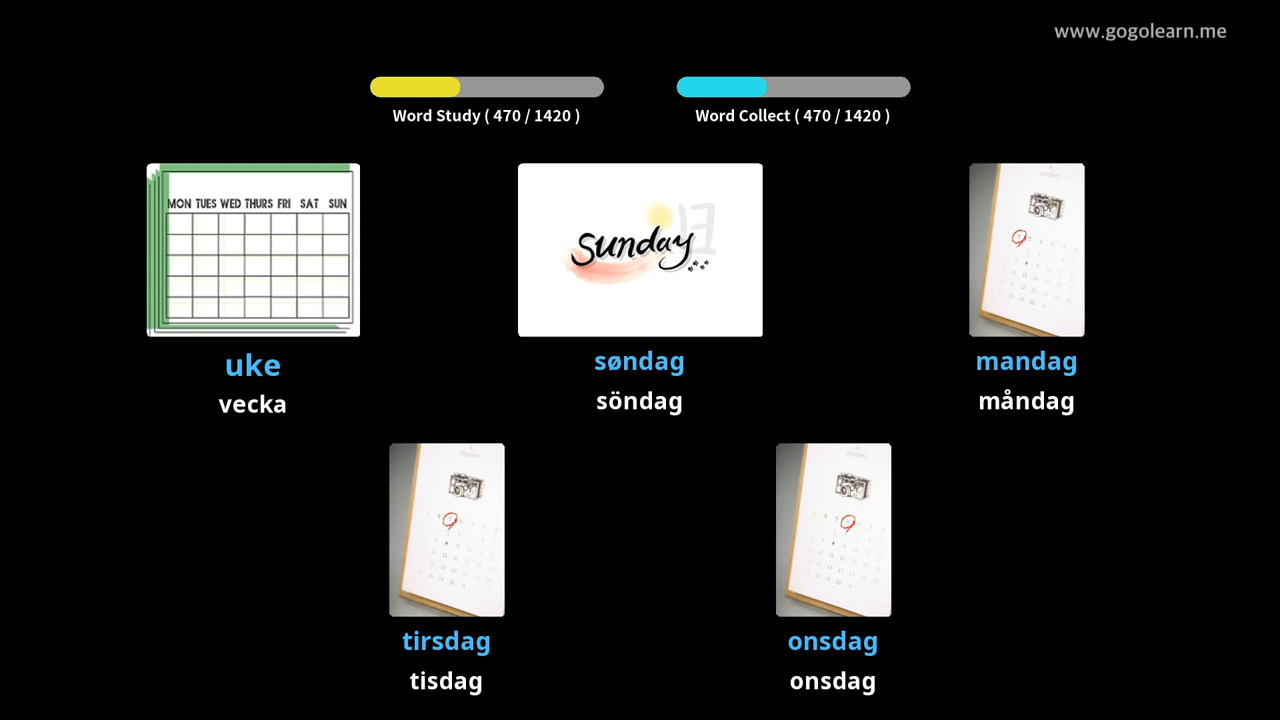 www.gogolearn.me
Word Study ( 470 / 1420 )
Word Collect ( 470 / 1420 )
MON TUES WED THURS FRI SAT SUN
Sunday
uke
vecka
søndag
söndag
mandag
måndag
tirsdag
tisdag
onsdag
onsdag